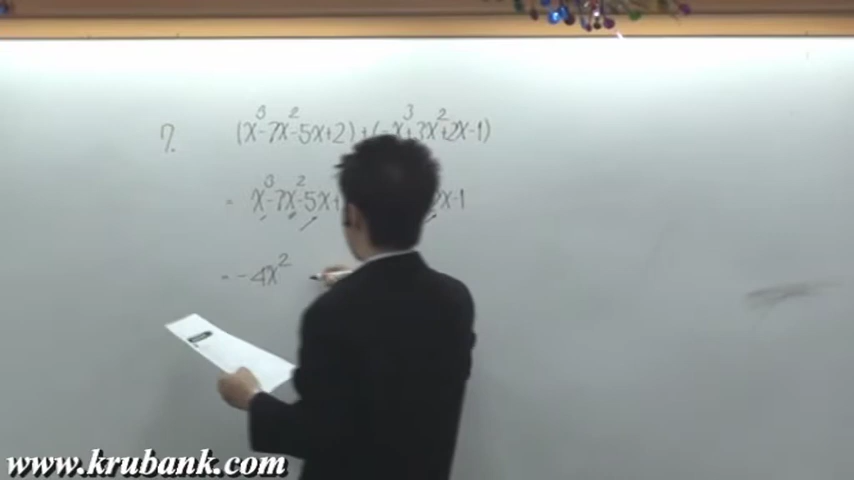 7. (x³-7x²-5x+2)+(-x³+3x²+2x-1)
= x³-7x²-5x+ 2x-1
= -4x²
www.krubank.com